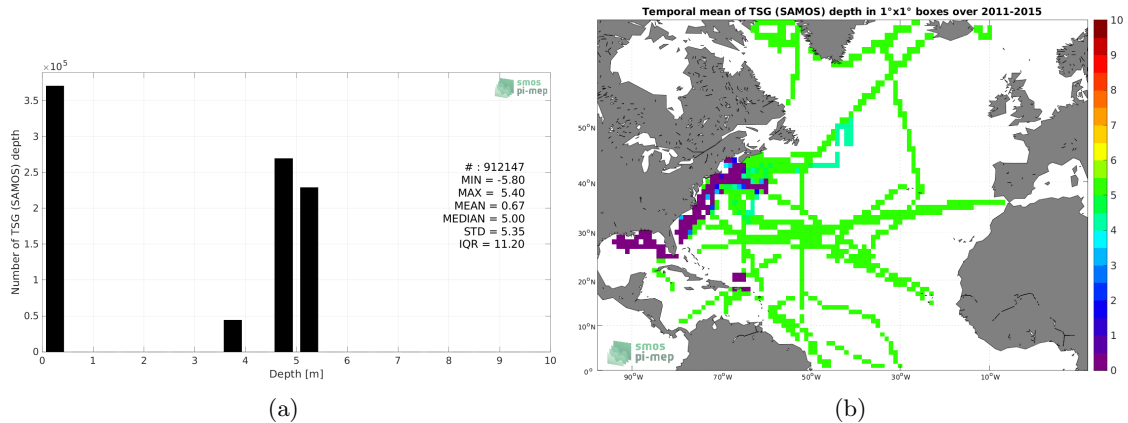 ×10⁵
3.5
3
2.5
2
1.5
1
0.5
0
Number of TSG (SAMOS) depth
smos
pi-mep
# : 912147
MIN = -5.80
MAX = 5.40
MEAN = 0.67
MEDIAN = 5.00
STD = 5.35
IQR = 11.20
0 1 2 3 4 5 6 7 8 9 10
Depth [m]
(a)
Temporal mean of TSG (SAMOS) depth in 1°x1° boxes over 2011-2015
50°N
40°N
30°N
20°N
10°N
0°
90°W 70°W 50°W 30°W 10°W
smos
pi-mep
10
9
8
7
6
5
4
3
2
1
0
(b)